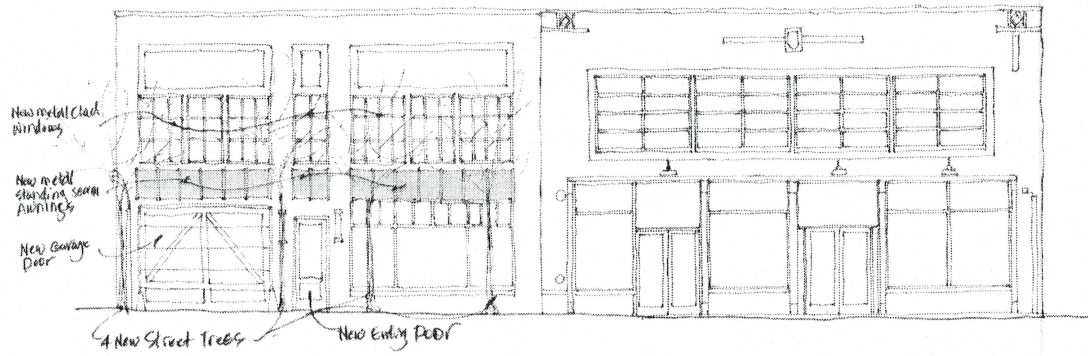 New metal Clad
Windows
New metal
Standing seam
Awnings
New Garage
Door
4 New Street Trees
New Entry Door